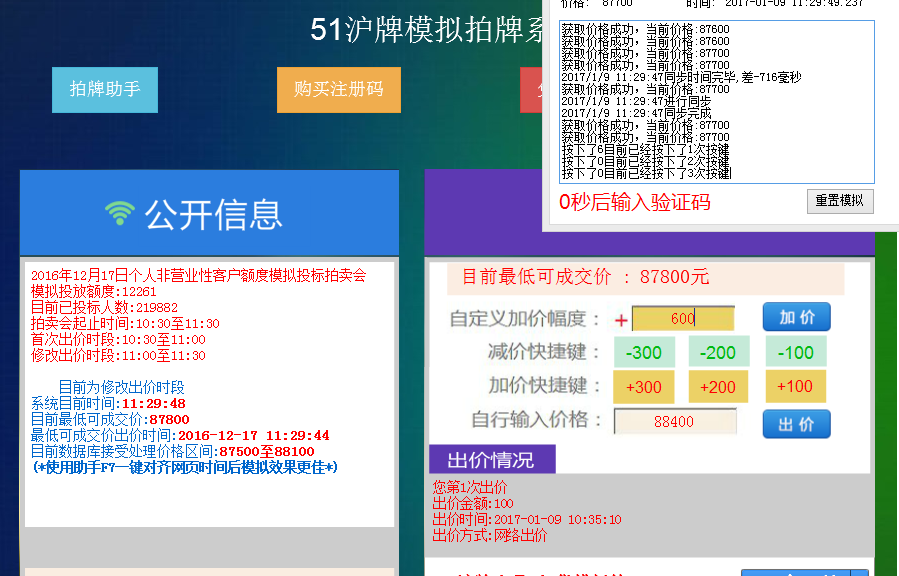 51沪牌模拟拍牌系
拍牌助手
购买注册码
价格: 87700 时间: 2017-01-09 11:29:49.237
获取价格成功，当前价格:87600
获取价格成功，当前价格:87600
获取价格成功，当前价格:87700
获取价格成功，当前价格:87700
2017/1/9 11:29:47同步时间完毕,差-716毫秒
获取价格成功，当前价格:87700
2017/1/9 11:29:47进行同步
2017/1/9 11:29:47同步完成
获取价格成功，当前价格:87700
获取价格成功，当前价格:87700
按下了6目前已经按下了1次按键
按下了0目前已经按下了2次按键
按下了0目前已经按下了3次按键
0秒后输入验证码
重置模拟
公开信息
2016年12月17日个人非营业性客户额度模拟投标拍卖会
模拟投放额度:12261
目前已投标人数:219882
拍卖会起止时间:10:30至11:30
首次出价时段:10:30至11:00
修改出价时段:11:00至11:30
目前为修改出价时段
系统目前时间:11:29:48
目前最低可成交价:87800
最低可成交价出价时间:2016-12-17 11:29:44
目前数据库接受处理价格区间:87500至88100
(*使用助手F7一键对齐网页时间后模拟效果更佳*)
目前最低可成交价 : 87800元
自定义加价幅度: + 600 加 价
减价快捷键: -300 -200 -100
加价快捷键: +300 +200 +100
自行输入价格: 88400 出 价
出价情况
您第1次出价
出价金额:100
出价时间:2017-01-09 10:35:10
出价方式:网络出价